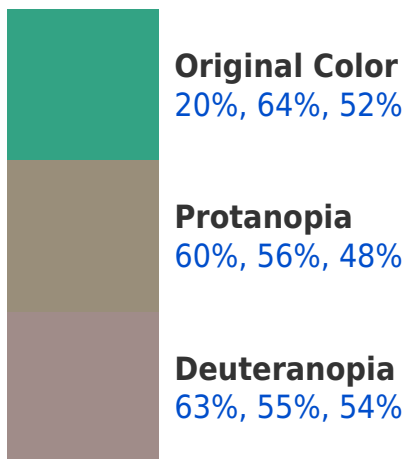 Original Color
20%, 64%, 52%
Protanopia
60%, 56%, 48%
Deuteranopia
63%, 55%, 54%